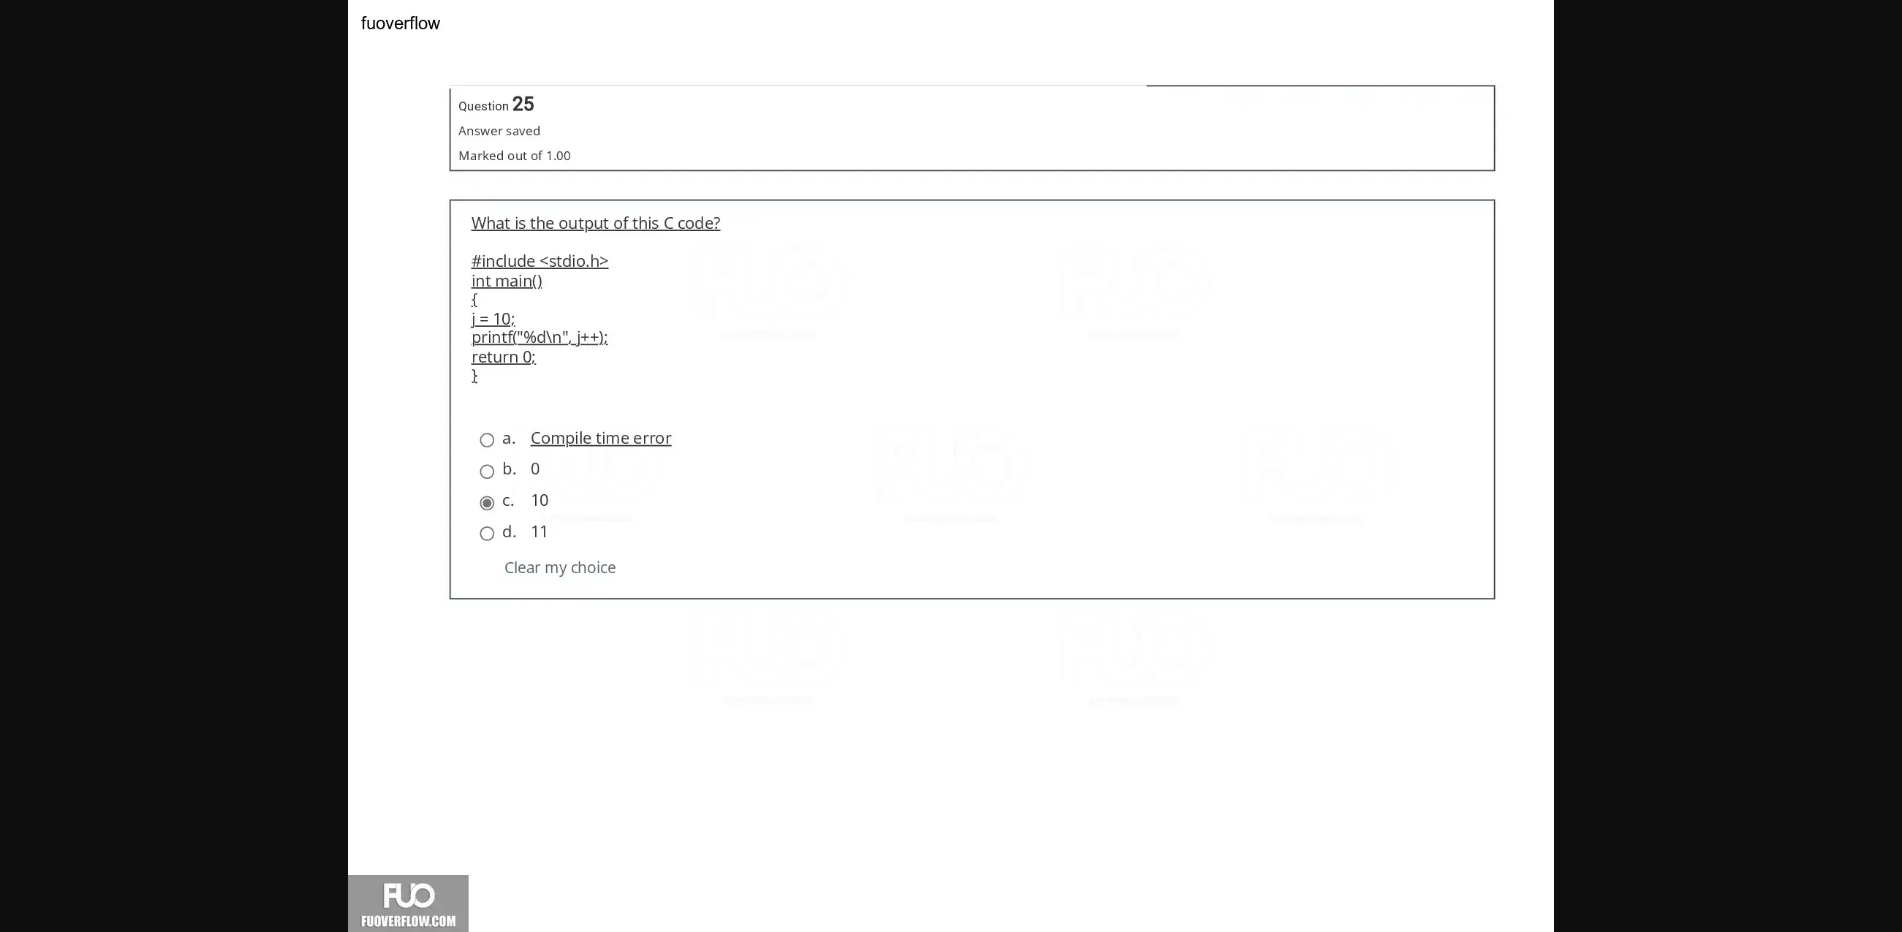 fuoverflow
Question 25
Answer saved
Marked out of 1.00
What is the output of this C code?
#include <stdio.h>
int main()
{
j = 10;
printf("%d\n", j++);
return 0;
}
a. Compile time error
b. 0
c. 10
d. 11
Clear my choice
FUO
FUOVERFLOW.COM